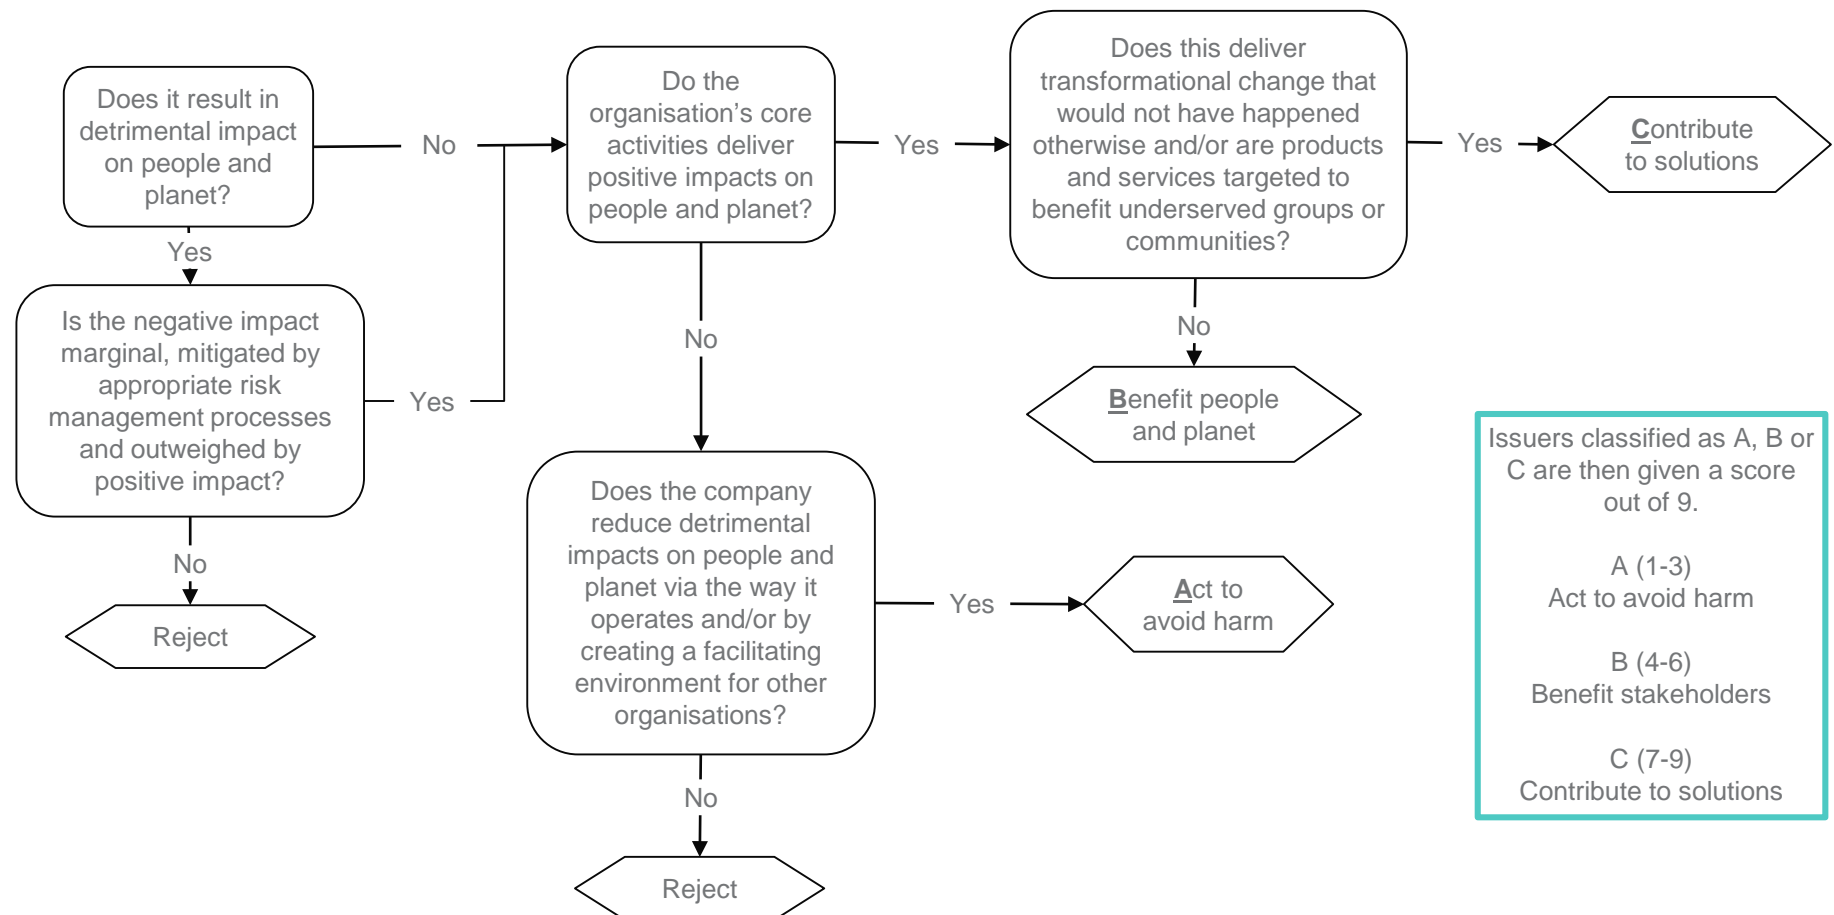 Does it result in
detrimental impact
on people and
planet?
No
Yes
Is the negative impact
marginal, mitigated by
appropriate risk
management processes
and outweighed by
positive impact?
Yes
No
Reject
Do the
organisation’s core
activities deliver
positive impacts on
people and planet?
Yes
No
Does the company
reduce detrimental
impacts on people and
planet via the way it
operates and/or by
creating a facilitating
environment for other
organisations?
Yes
Act to
avoid harm
No
Reject
Does this deliver
transformational change that
would not have happened
otherwise and/or are products
and services targeted to
benefit underserved groups or
communities?
Yes
Contribute
to solutions
No
Benefit people
and planet
Issuers classified as A, B or
C are then given a score
out of 9.
A (1-3)
Act to avoid harm
B (4-6)
Benefit stakeholders
C (7-9)
Contribute to solutions